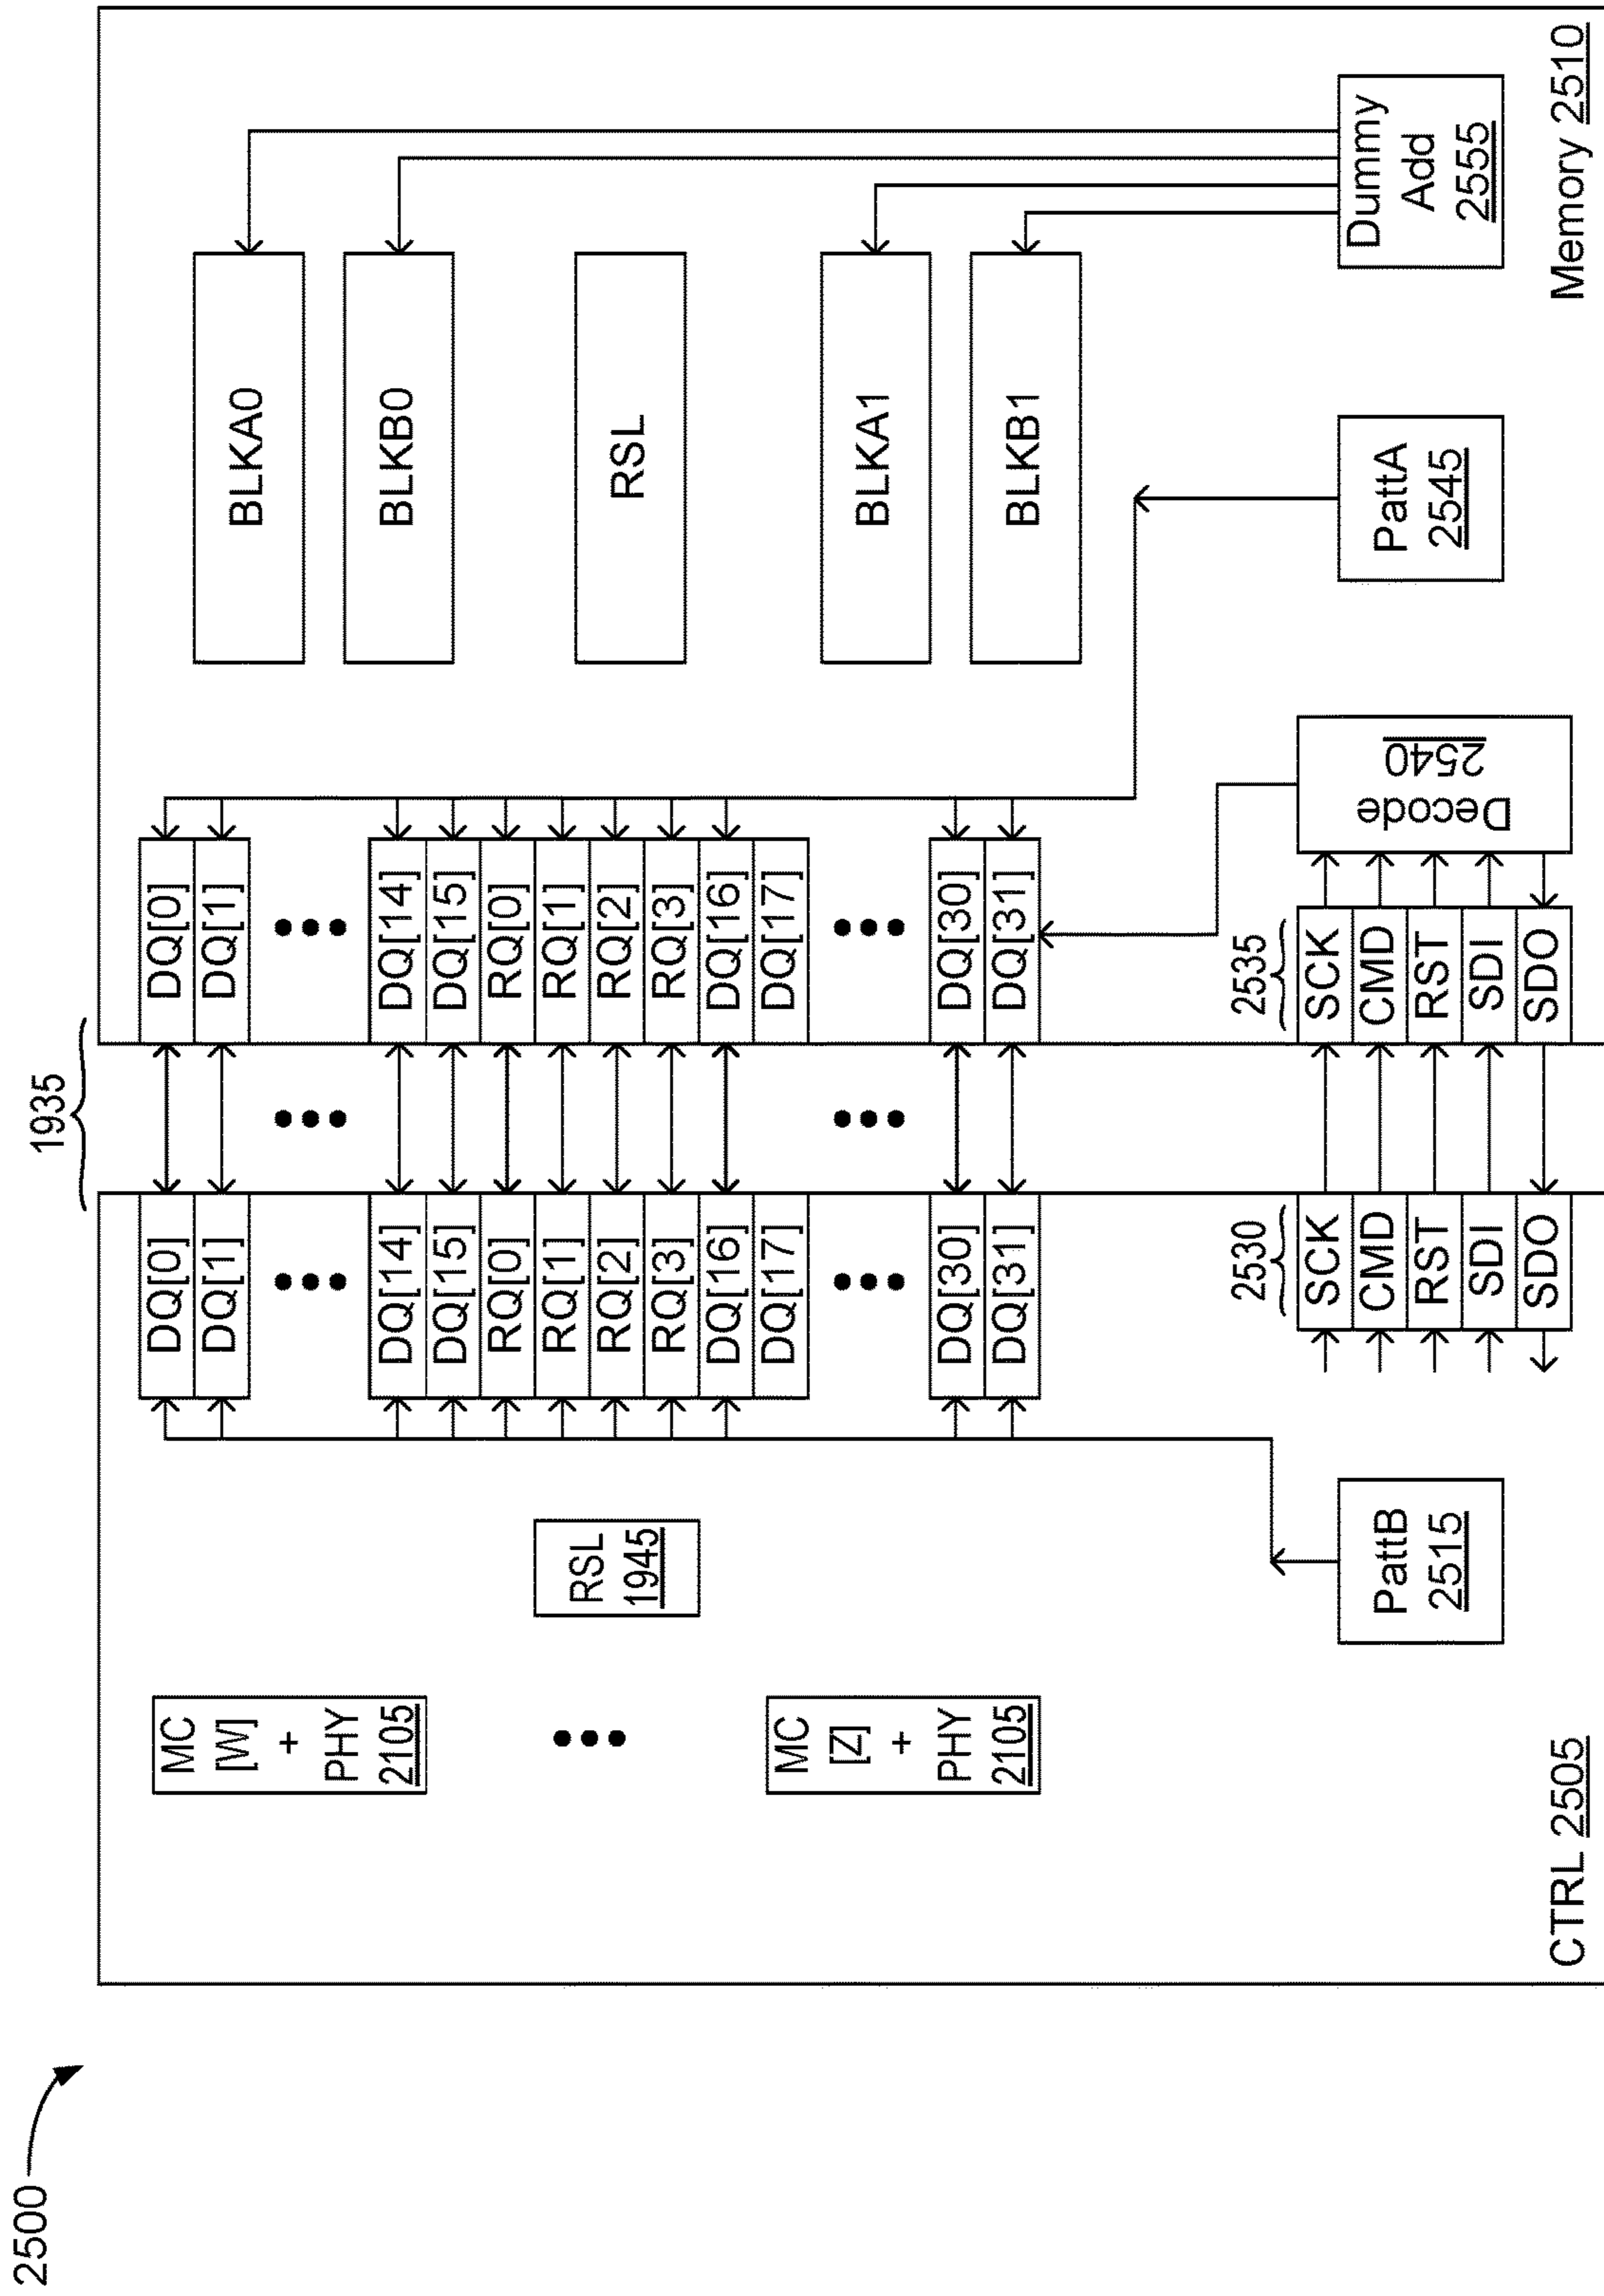 2500
CTRL 2505
MC
[W]
+
PHY
2105
MC
[Z]
+
PHY
2105
RSL
1945
PattB
2515
DQ[0]
DQ[1]
DQ[14]
DQ[15]
RQ[0]
RQ[1]
RQ[2]
RQ[3]
DQ[16]
DQ[17]
DQ[30]
DQ[31]
2530
SCK
CMD
RST
SDI
SDO
1935
DQ[0]
DQ[1]
DQ[14]
DQ[15]
RQ[0]
RQ[1]
RQ[2]
RQ[3]
DQ[16]
DQ[17]
DQ[30]
DQ[31]
2535
SCK
CMD
RST
SDI
SDO
Decode
2540
PattA
2545
BLKA0
BLKB0
RSL
BLKA1
BLKB1
Dummy
Add
2555
Memory 2510